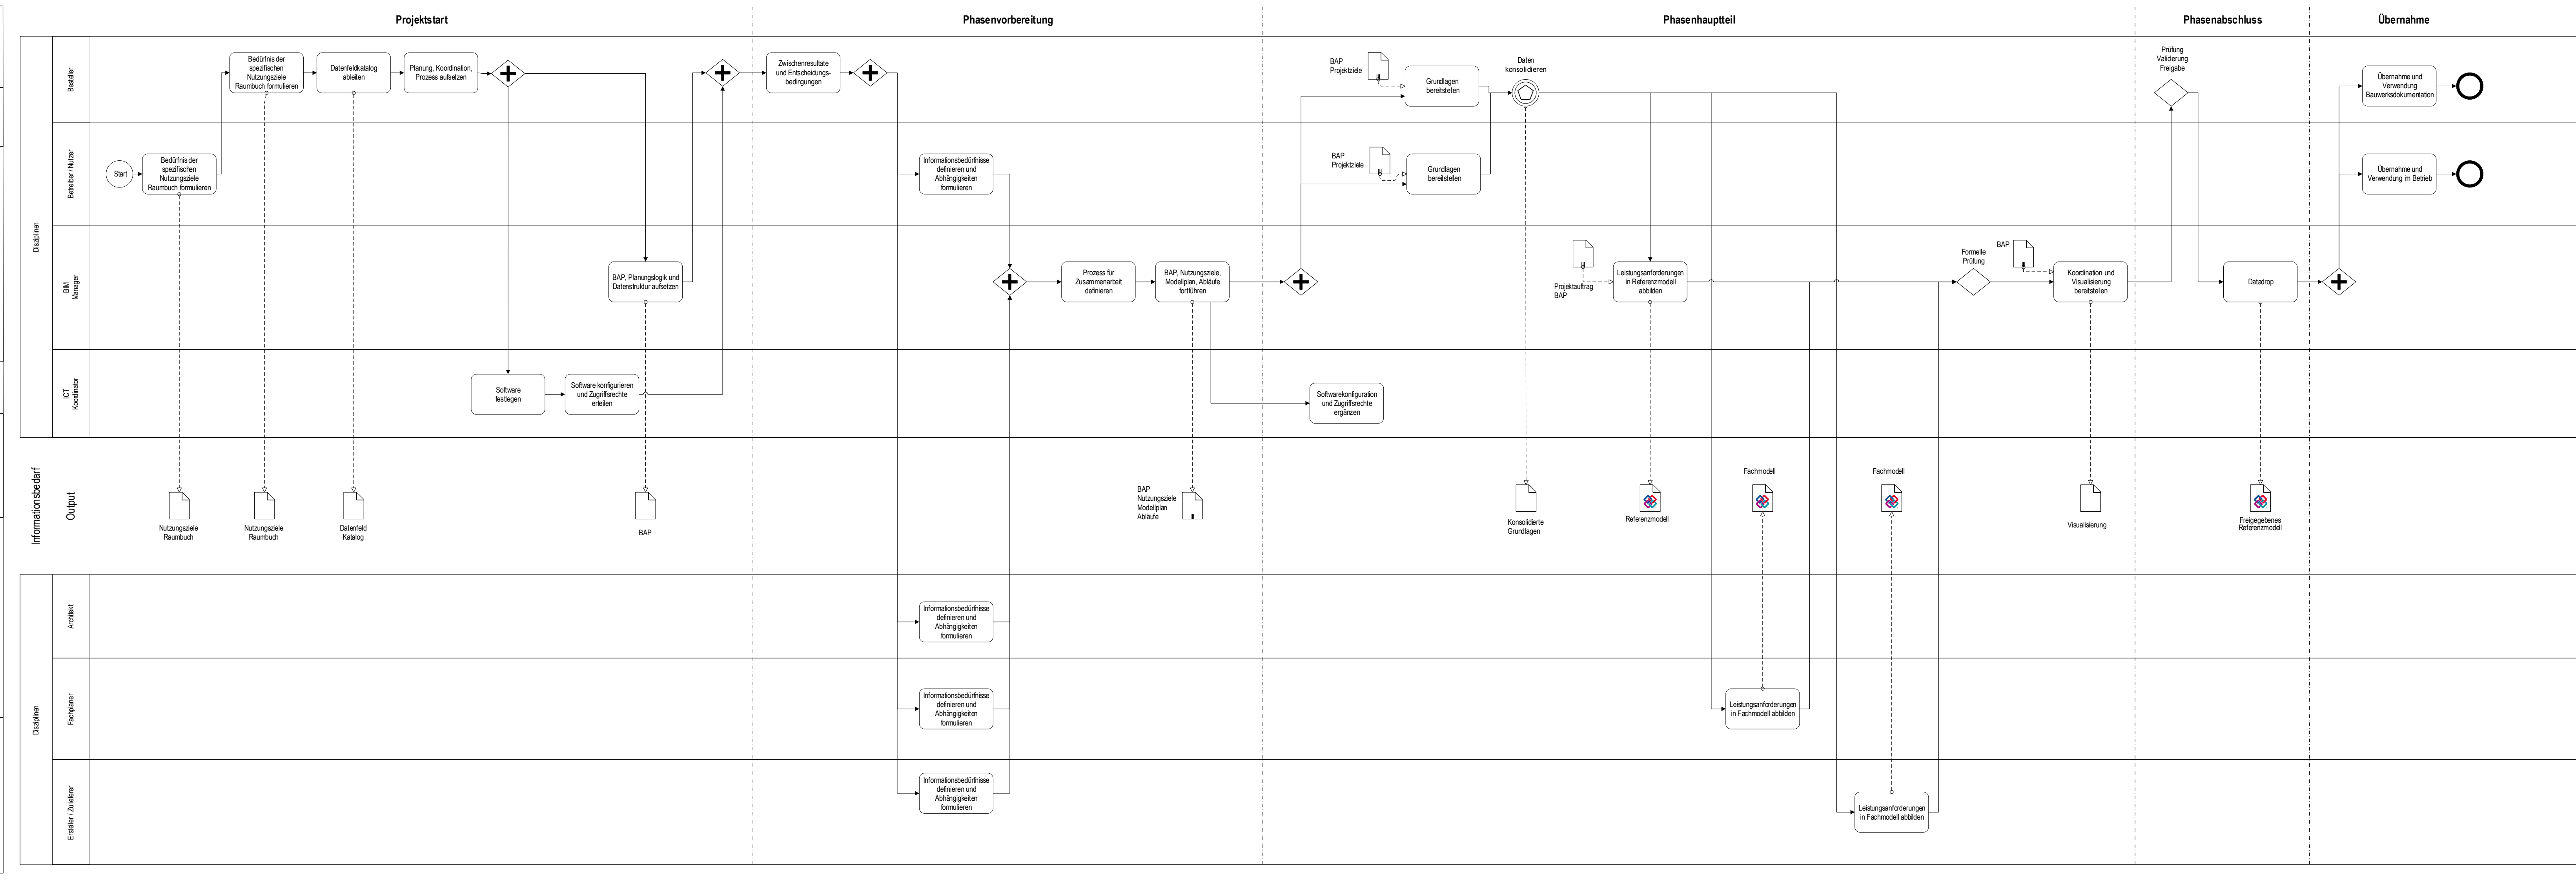 Projektstart
Phasenvorbereitung
Phasenhauptteil
Phasenabschluss
Übernahme
Disziplinen
Besteller
Bedürfnis der
spezifischen
Nutzungsziele
Raumbuch formulieren
Datenfeldkatalog
ableiten
Planung, Koordination,
Prozess aufsetzen
Zwischenresultate
und Entscheidungs-
bedingungen
BAP
Projektziele
Grundlagen
bereitstellen
Daten
konsolidieren
Prüfung
Validierung
Freigabe
Übernahme und
Verwendung
Bauwerksdokumentation
Betreiber / Nutzer
Start
Bedürfnis der
spezifischen
Nutzungsziele
Raumbuch formulieren
Informationsbedürfnisse
definieren und
Abhängigkeiten
formulieren
BAP
Projektziele
Grundlagen
bereitstellen
Übernahme und
Verwendung im Betrieb
BIM
Manager
BAP, Planungslogik und
Datenstruktur aufsetzen
Prozess für
Zusammenarbeit
definieren
BAP, Nutzungsziele,
Modellplan, Abläufe
fortführen
Projektauftrag
BAP
Leistungsanforderungen
in Referenzmodell
abbilden
Formelle
Prüfung
BAP
Koordination und
Visualisierung
bereitstellen
Datadrop
ICT
Koordinator
Software
festlegen
Software konfigurieren
und Zugriffsrechte
erteilen
Softwarekonfiguration
und Zugriffsrechte
ergänzen
Informationsbedarf
Output
Nutzungsziele
Raumbuch
Nutzungsziele
Raumbuch
Datenfeld
Katalog
BAP
BAP
Nutzungsziele
Modellplan
Abläufe
Konsolidierte
Grundlagen
Referenzmodell
Fachmodell
Fachmodell
Visualisierung
Freigegebenes
Referenzmodell
Disziplinen
Architekt
Informationsbedürfnisse
definieren und
Abhängigkeiten
formulieren
Fachplaner
Informationsbedürfnisse
definieren und
Abhängigkeiten
formulieren
Leistungsanforderungen
in Fachmodell abbilden
Ersteller / Zulieferer
Informationsbedürfnisse
definieren und
Abhängigkeiten
formulieren
Leistungsanforderungen
in Fachmodell abbilden